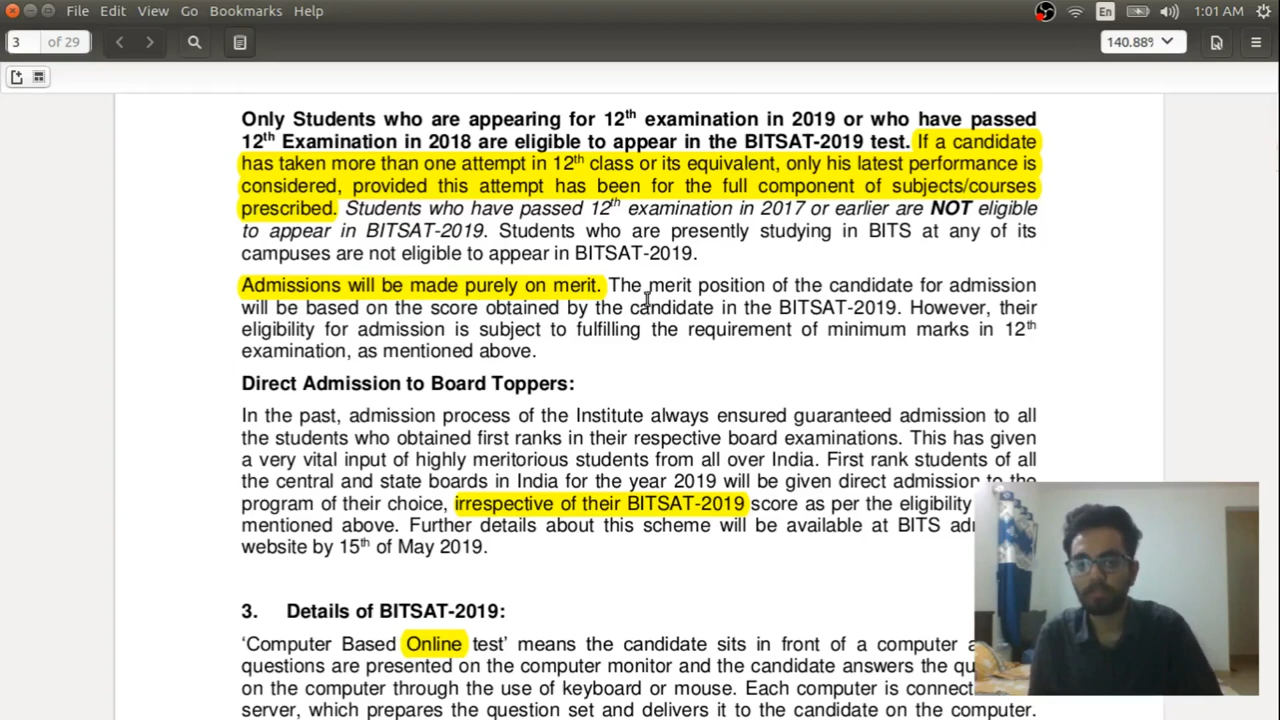 File Edit View Go Bookmarks Help En 1:01 AM
3 of 29 140.88%
Only Students who are appearing for 12th examination in 2019 or who have passed
12th Examination in 2018 are eligible to appear in the BITSAT-2019 test. If a candidate
has taken more than one attempt in 12th class or its equivalent, only his latest performance is
considered, provided this attempt has been for the full component of subjects/courses
prescribed. Students who have passed 12th examination in 2017 or earlier are NOT eligible
to appear in BITSAT-2019. Students who are presently studying in BITS at any of its
campuses are not eligible to appear in BITSAT-2019.
Admissions will be made purely on merit. The merit position of the candidate for admission
will be based on the score obtained by the candidate in the BITSAT-2019. However, their
eligibility for admission is subject to fulfilling the requirement of minimum marks in 12th
examination, as mentioned above.
Direct Admission to Board Toppers:
In the past, admission process of the Institute always ensured guaranteed admission to all
the students who obtained first ranks in their respective board examinations. This has given
a very vital input of highly meritorious students from all over India. First rank students of all
the central and state boards in India for the year 2019 will be given direct admission to the
program of their choice, irrespective of their BITSAT-2019 score as per the eligibility
mentioned above. Further details about this scheme will be available at BITS
website by 15th of May 2019.
3. Details of BITSAT-2019:
‘Computer Based Online test’ means the candidate sits in front of a computer
questions are presented on the computer monitor and the candidate answers the
on the computer through the use of keyboard or mouse. Each computer is
server, which prepares the question set and delivers it to the candidate on the computer.